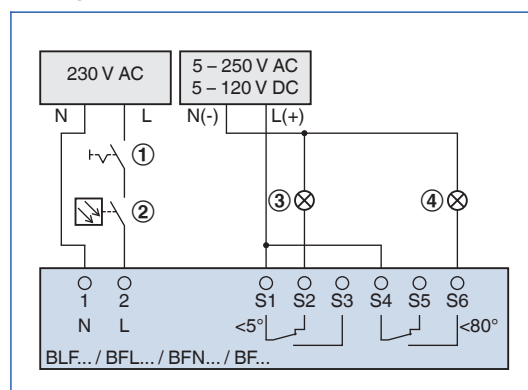 230 V AC
5 – 250 V AC
5 – 120 V DC
N L N(-) L(+)
1
2
3 4
1 2 S1 S2 S3 S4 S5 S6
N L <5° <80°
BLF... / BFL... / BFN... / BF...